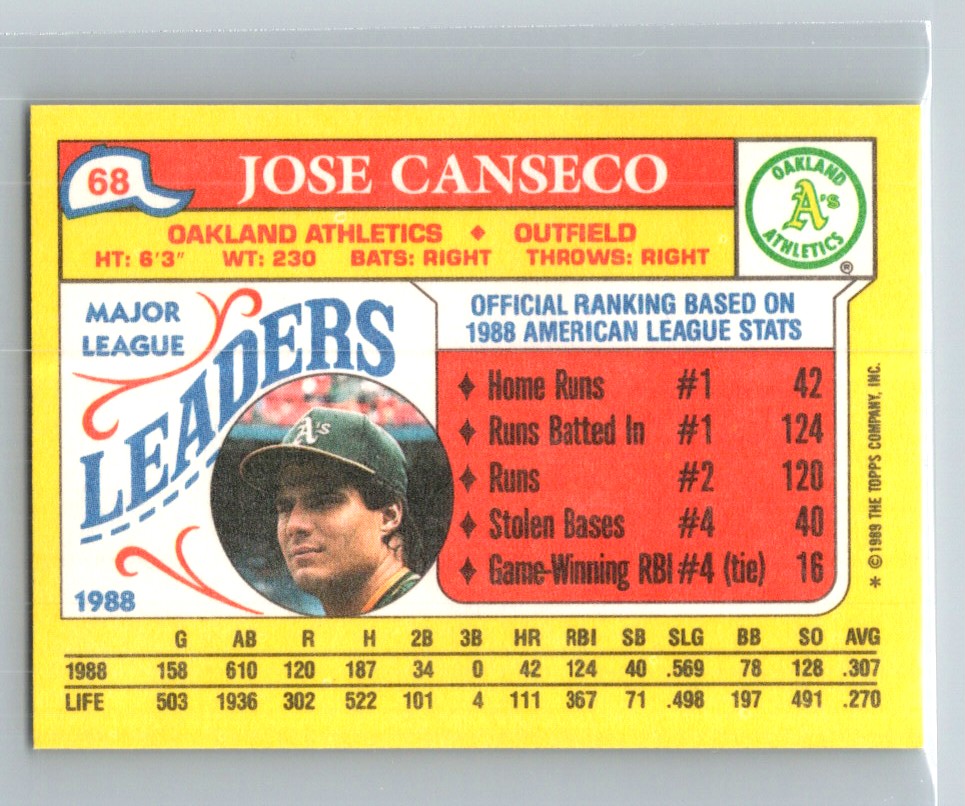 68
JOSE CANSECO
OAKLAND ATHLETICS ♦ OUTFIELD
HT: 6'3" WT: 230 BATS: RIGHT THROWS: RIGHT
OAKLAND
A's
ATHLETICS
®
MAJOR
LEAGUE
LEADERS
1988
A's
OFFICIAL RANKING BASED ON
1988 AMERICAN LEAGUE STATS
♦ Home Runs #1 42
♦ Runs Batted In #1 124
♦ Runs #2 120
♦ Stolen Bases #4 40
♦ Game-Winning RBI #4 (tie) 16
* ©1989 THE TOPPS COMPANY, INC.
G AB R H 2B 3B HR RBI SB SLG BB SO AVG
1988 158 610 120 187 34 0 42 124 40 .569 78 128 .307
LIFE 503 1936 302 522 101 4 111 367 71 .498 197 491 .270